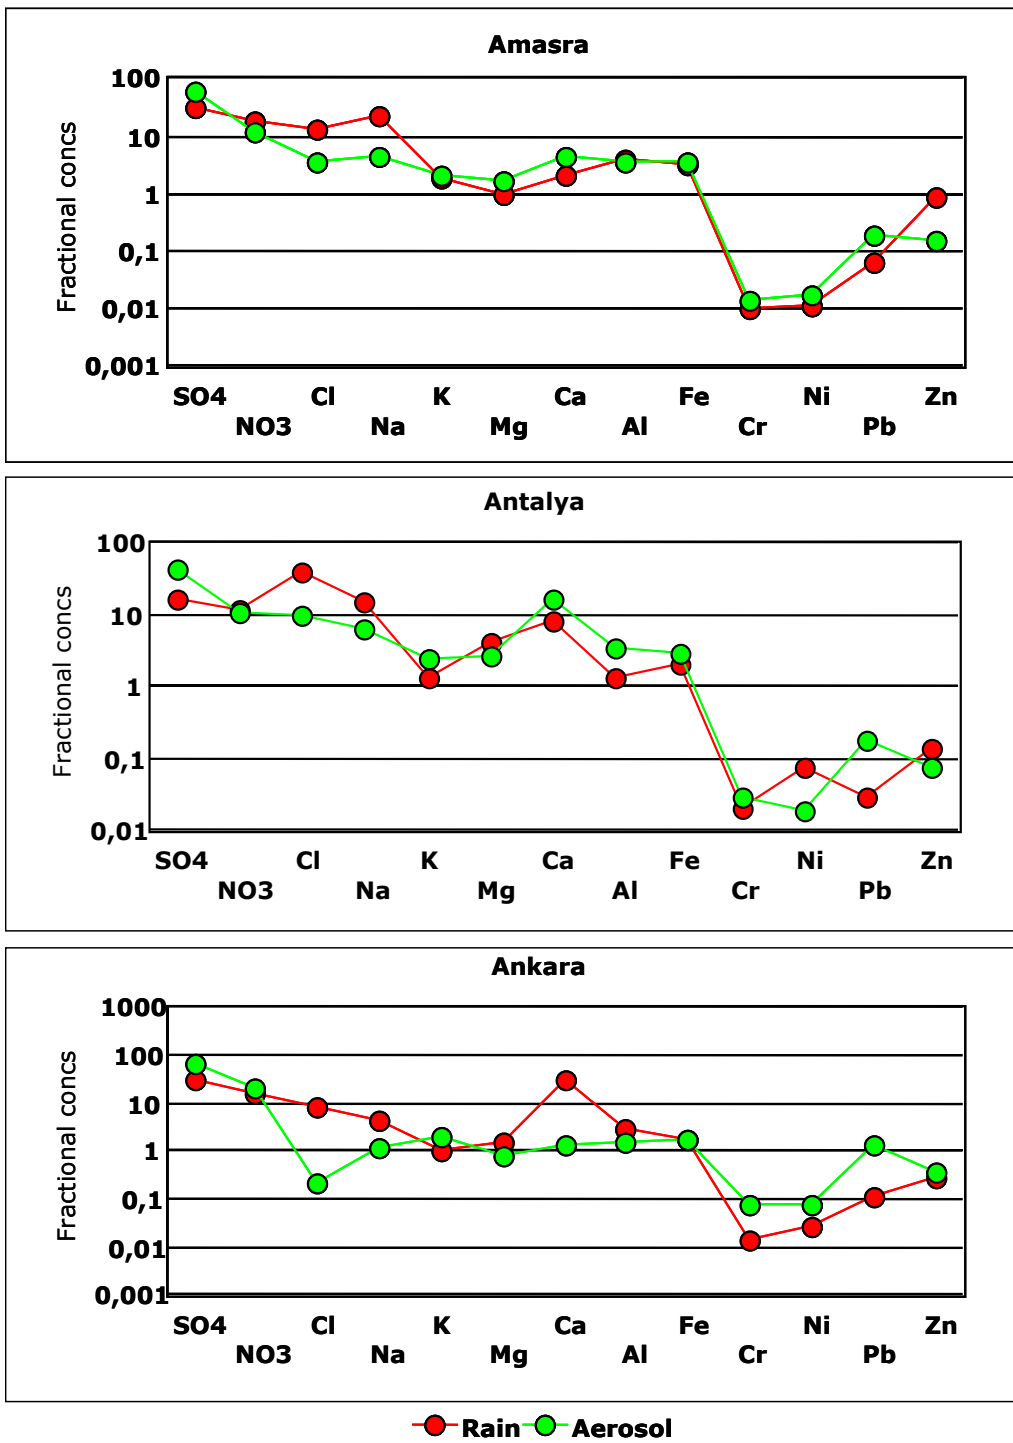 Amasra
Fractional concs
100
10
1
0,1
0,01
0,001
SO4 Cl K Ca Fe Ni Zn
NO3 Na Mg Al Cr Pb
Antalya
Fractional concs
100
10
1
0,1
0,01
SO4 Cl K Ca Fe Ni Zn
NO3 Na Mg Al Cr Pb
Ankara
Fractional concs
1000
100
10
1
0,1
0,01
0,001
SO4 Cl K Ca Fe Ni Zn
NO3 Na Mg Al Cr Pb
Rain Aerosol